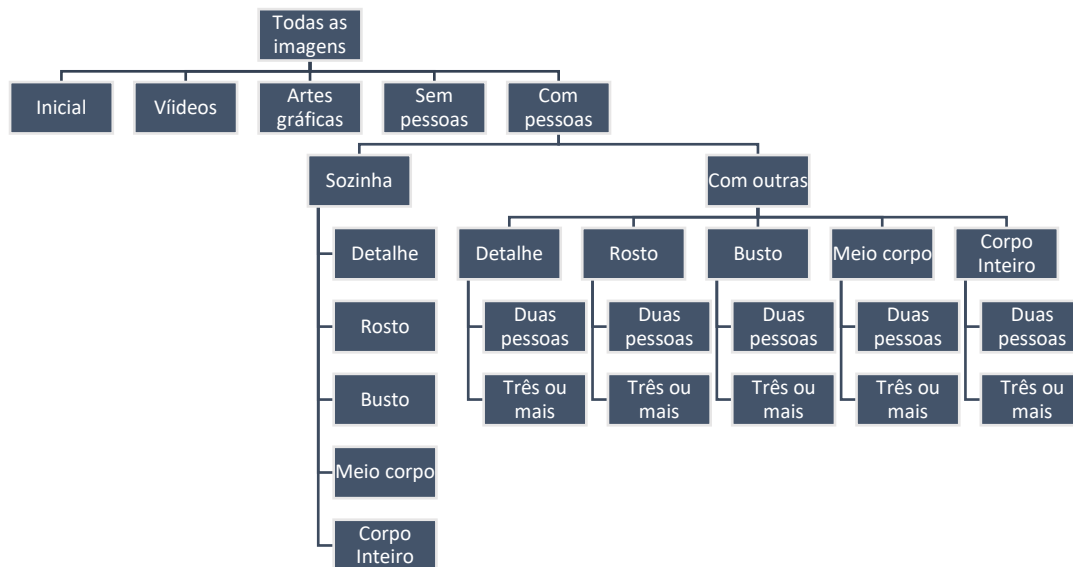 Todas as
imagens
Inicial
Víideos
Artes
gráficas
Sem
pessoas
Com
pessoas
Sozinha
Com outras
Detalhe
Rosto
Busto
Meio corpo
Corpo
Inteiro
Detalhe
Rosto
Busto
Meio corpo
Corpo
Inteiro
Duas
pessoas
Duas
pessoas
Duas
pessoas
Duas
pessoas
Duas
pessoas
Três ou
mais
Três ou
mais
Três ou
mais
Três ou
mais
Três ou
mais